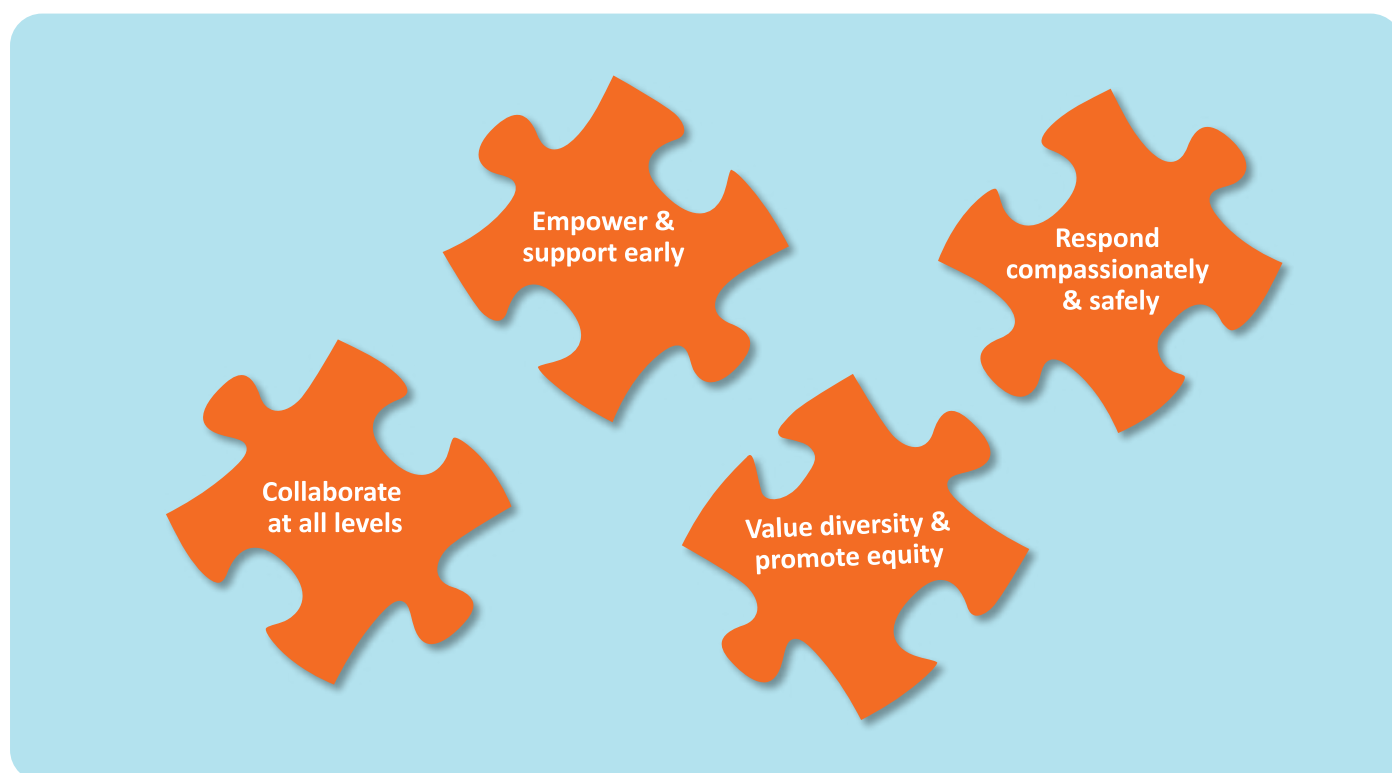 Empower &
support early
Respond
compassionately
& safely
Collaborate
at all levels
Value diversity &
promote equity